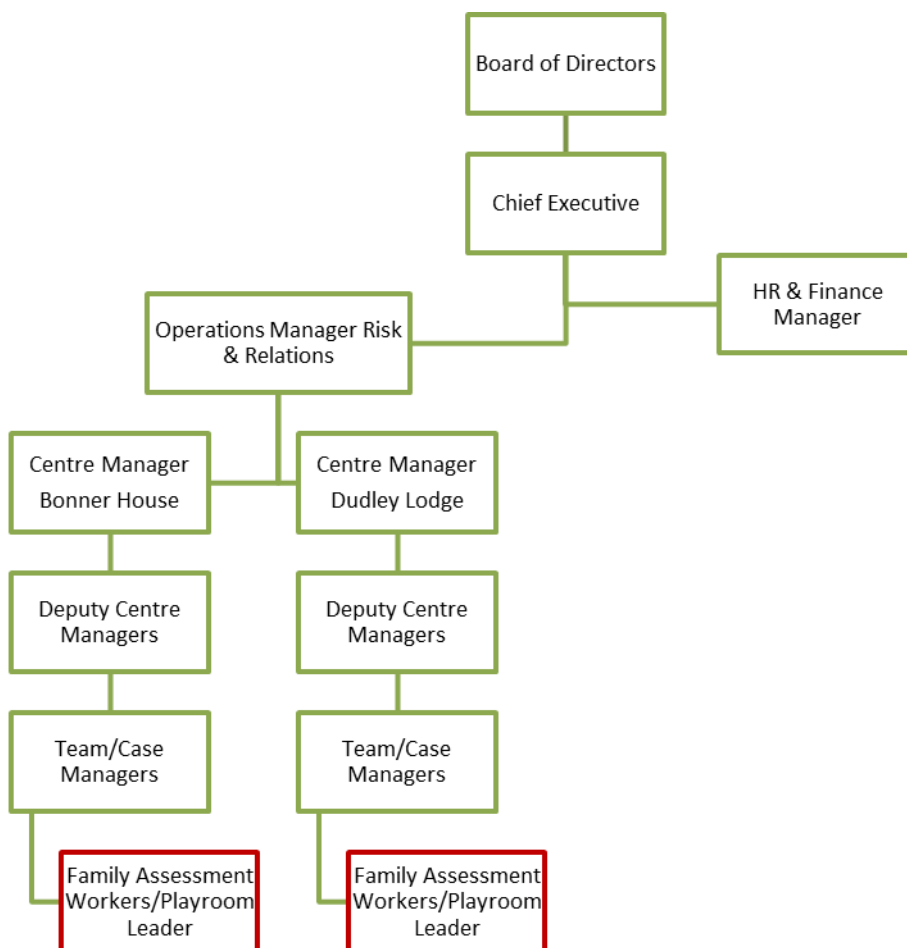 Board of Directors
Chief Executive
HR & Finance
Manager
Operations Manager Risk
& Relations
Centre Manager
Bonner House
Centre Manager
Dudley Lodge
Deputy Centre
Managers
Deputy Centre
Managers
Team/Case
Managers
Team/Case
Managers
Family Assessment
Workers/Playroom
Leader
Family Assessment
Workers/Playroom
Leader